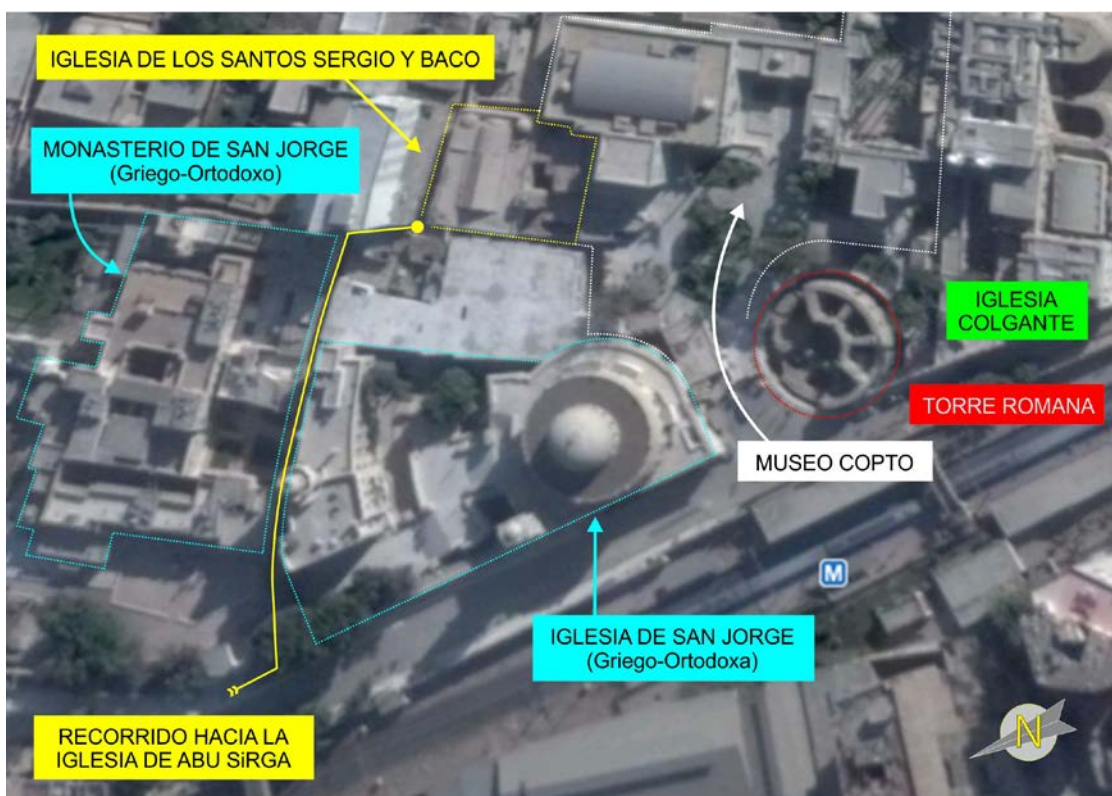 IGLESIA DE LOS SANTOS SERGIO Y BACO
MONASTERIO DE SAN JORGE
(Griego-Ortodoxo)
IGLESIA
COLGANTE
TORRE ROMANA
MUSEO COPTO
M
IGLESIA DE SAN JORGE
(Griego-Ortodoxa)
RECORRIDO HACIA LA
IGLESIA DE ABU SiRGA
N